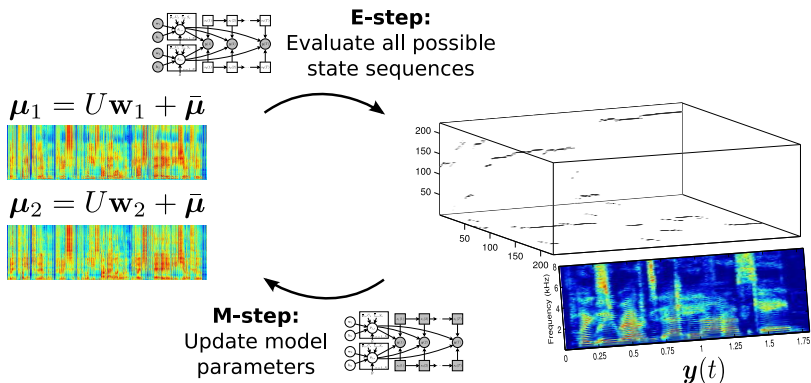 E-step:
Evaluate all possible
state sequences
μ₁ = Uw₁ + μ̄
μ₂ = Uw₂ + μ̄
200
150
100
50
50
100
150
200
8
6
4
2
Frequency (kHz)
0
0.25
0.5
0.75
1
1.25
1.5
1.75
y(t)
M-step:
Update model
parameters